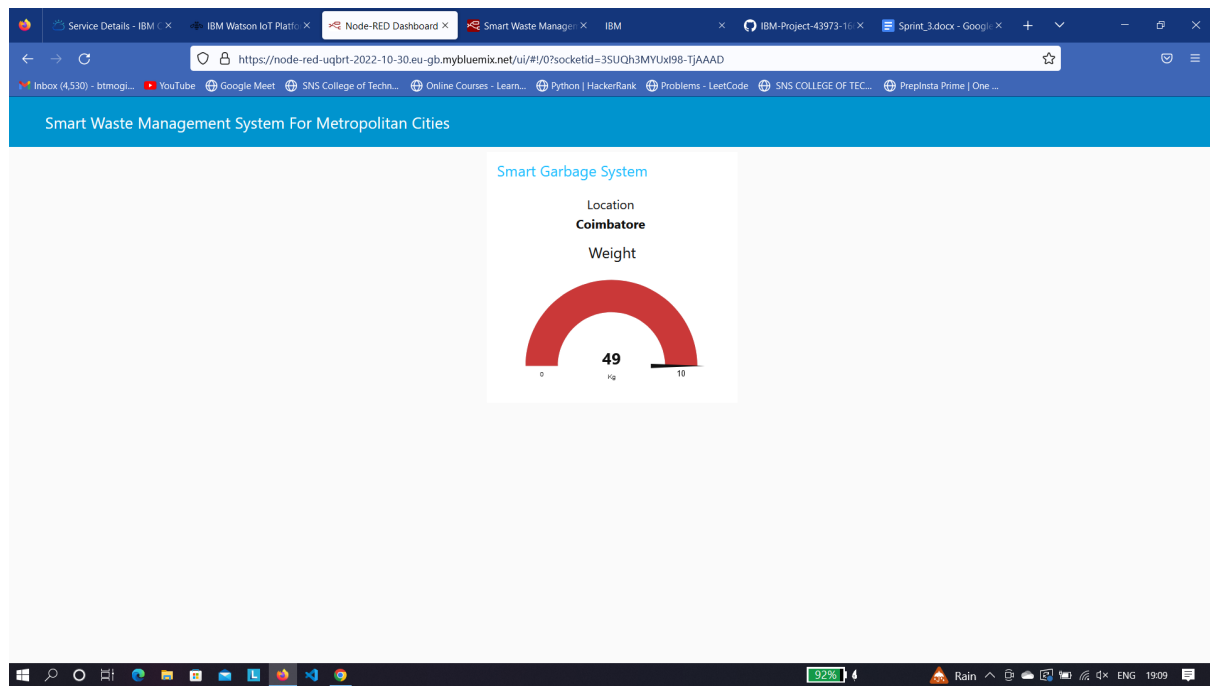 Service Details - IBM C
IBM Watson IoT Platfo
Node-RED Dashboard
Smart Waste Managem
IBM
IBM-Project-43973-16
Sprint_3.docx - Google
https://node-red-uqbrt-2022-10-30.eu-gb.mybluemix.net/ui/#!/0?socketid=3SUQh3MYUxI98-TjAAAD
Inbox (4,530) - btmogi...
YouTube
Google Meet
SNS College of Techn...
Online Courses - Learn...
Python | HackerRank
Problems - LeetCode
SNS COLLEGE OF TEC...
PrepInsta Prime | One ...
Smart Waste Management System For Metropolitan Cities
Smart Garbage System
Location
Coimbatore
Weight
49
0
Kg
10
92%
Rain
ENG
19:09